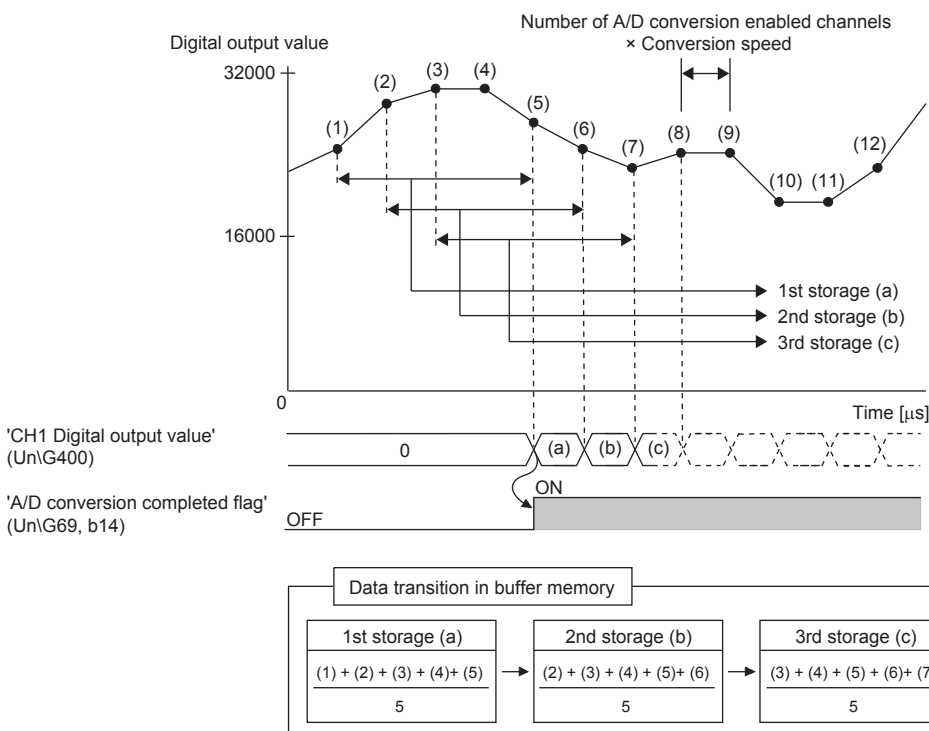 Number of A/D conversion enabled channels
× Conversion speed
Digital output value
32000
(1)
(2)
(3)
(4)
(5)
(6)
(7)
(8)
(9)
(10)
(11)
(12)
16000
1st storage (a)
2nd storage (b)
3rd storage (c)
0
Time [μs]
'CH1 Digital output value'
(Un\G400)
0
(a)
(b)
(c)
'A/D conversion completed flag'
(Un\G69, b14)
OFF
ON
Data transition in buffer memory
1st storage (a)
(1) + (2) + (3) + (4)+ (5)
5
2nd storage (b)
(2) + (3) + (4) + (5)+ (6)
5
3rd storage (c)
(3) + (4) + (5) + (6)+ (7
5